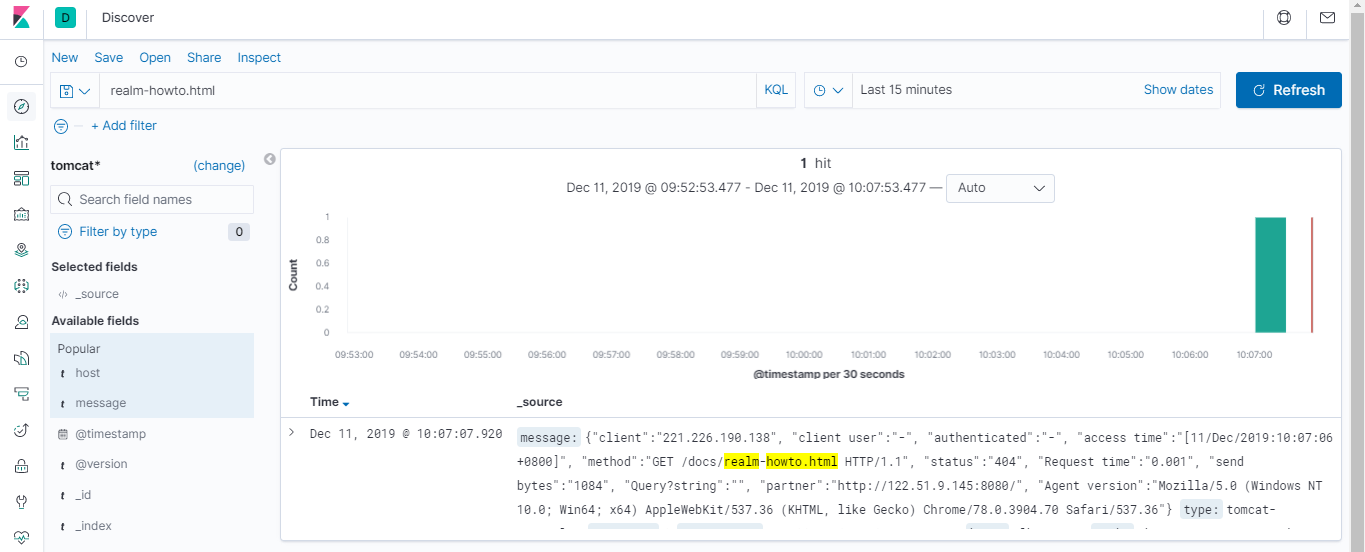 D Discover
New Save Open Share Inspect
realm-howto.html KQL Last 15 minutes Show dates Refresh
+ Add filter
tomcat* (change)
Search field names
Filter by type 0
Selected fields
</> _source
Available fields
Popular
t host
t message
@timestamp
t @version
t _id
t _index
1 hit
Dec 11, 2019 @ 09:52:53.477 - Dec 11, 2019 @ 10:07:53.477 — Auto
1
0.8
0.6
0.4
0.2
0
Count
09:53:00 09:54:00 09:55:00 09:56:00 09:57:00 09:58:00 09:59:00 10:00:00 10:01:00 10:02:00 10:03:00 10:04:00 10:05:00 10:06:00 10:07:00
@timestamp per 30 seconds
Time _source
Dec 11, 2019 @ 10:07:07.920 message: {"client":"221.226.190.138", "client user":"-", "authenticated":"-", "access time":"[11/Dec/2019:10:07:06
+0800]", "method":"GET /docs/realm-howto.html HTTP/1.1", "status":"404", "Request time":"0.001", "send
bytes":"1084", "Query?string":"", "partner":"http://122.51.9.145:8080/", "Agent version":"Mozilla/5.0 (Windows NT
10.0; Win64; x64) AppleWebKit/537.36 (KHTML, like Gecko) Chrome/78.0.3904.70 Safari/537.36"} type: tomcat-